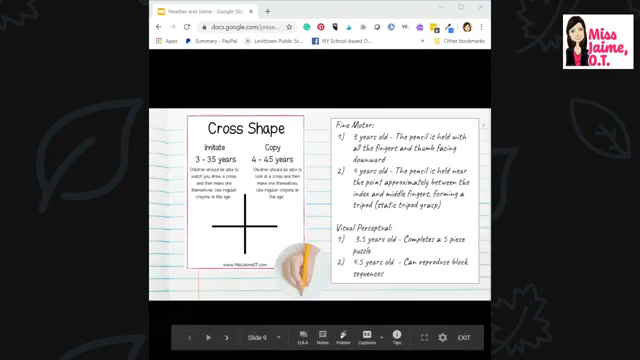 Heather and Jaime - Google Sli
docs.google.com/prese...
Apps
Summary - PayPal
Levittown Public Sc...
NY School-based O...
Other bookmarks
Miss
Jaime,
O.T.
Cross Shape
Imitate
3 - 3.5 years
Children should be able to
watch you draw a cross,
and then make one
themselves. Use regular
crayons at this age.
Copy
4 - 4.5 years
Children should be able to
look at a cross and then
make one themselves.
Use regular crayons at
this age.
www.MissJaimeOT.com
Fine Motor:
1) 3 years old - The pencil is held with
all the fingers and thumb facing
downward
2) 4 years old - The pencil is held near
the point approximately between the
index and middle fingers, forming a
tripod (static tripod grasp)
Visual Perceptual:
1) 3.5 years old - Completes a 5 piece
puzzle
2) 4.5 years old - Can reproduce block
sequences
Slide 9
Q&A
Notes
Pointer
Captions
Tips
EXIT